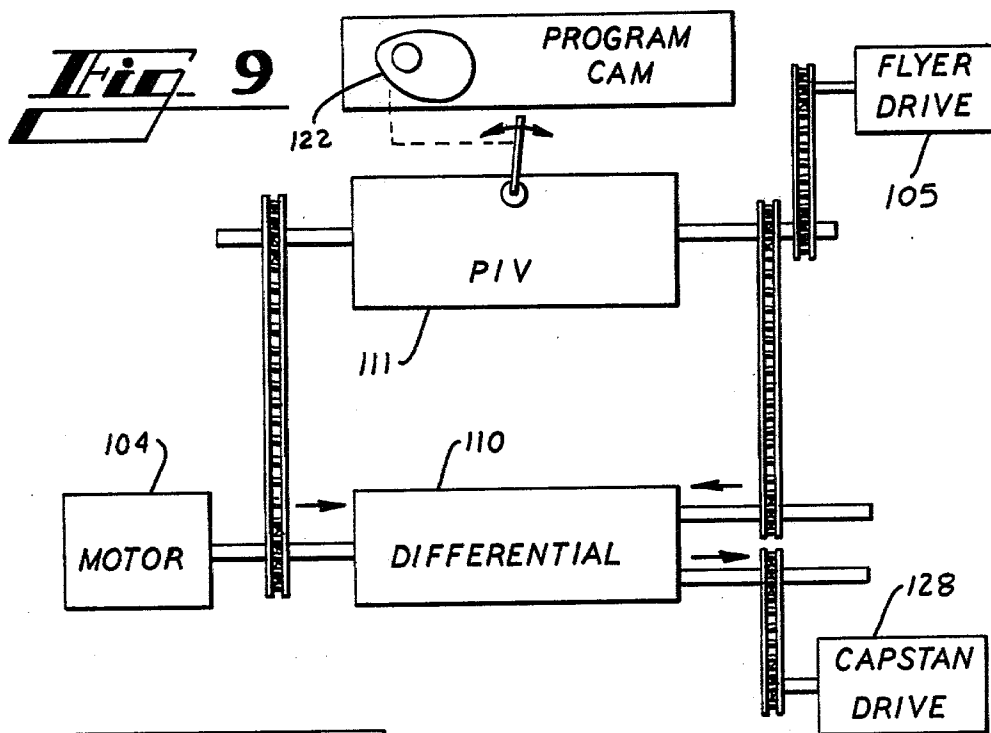 Fig 9
PROGRAM
CAM
122
FLYER
DRIVE
105
PIV
111
104
110
MOTOR
DIFFERENTIAL
128
CAPSTAN
DRIVE